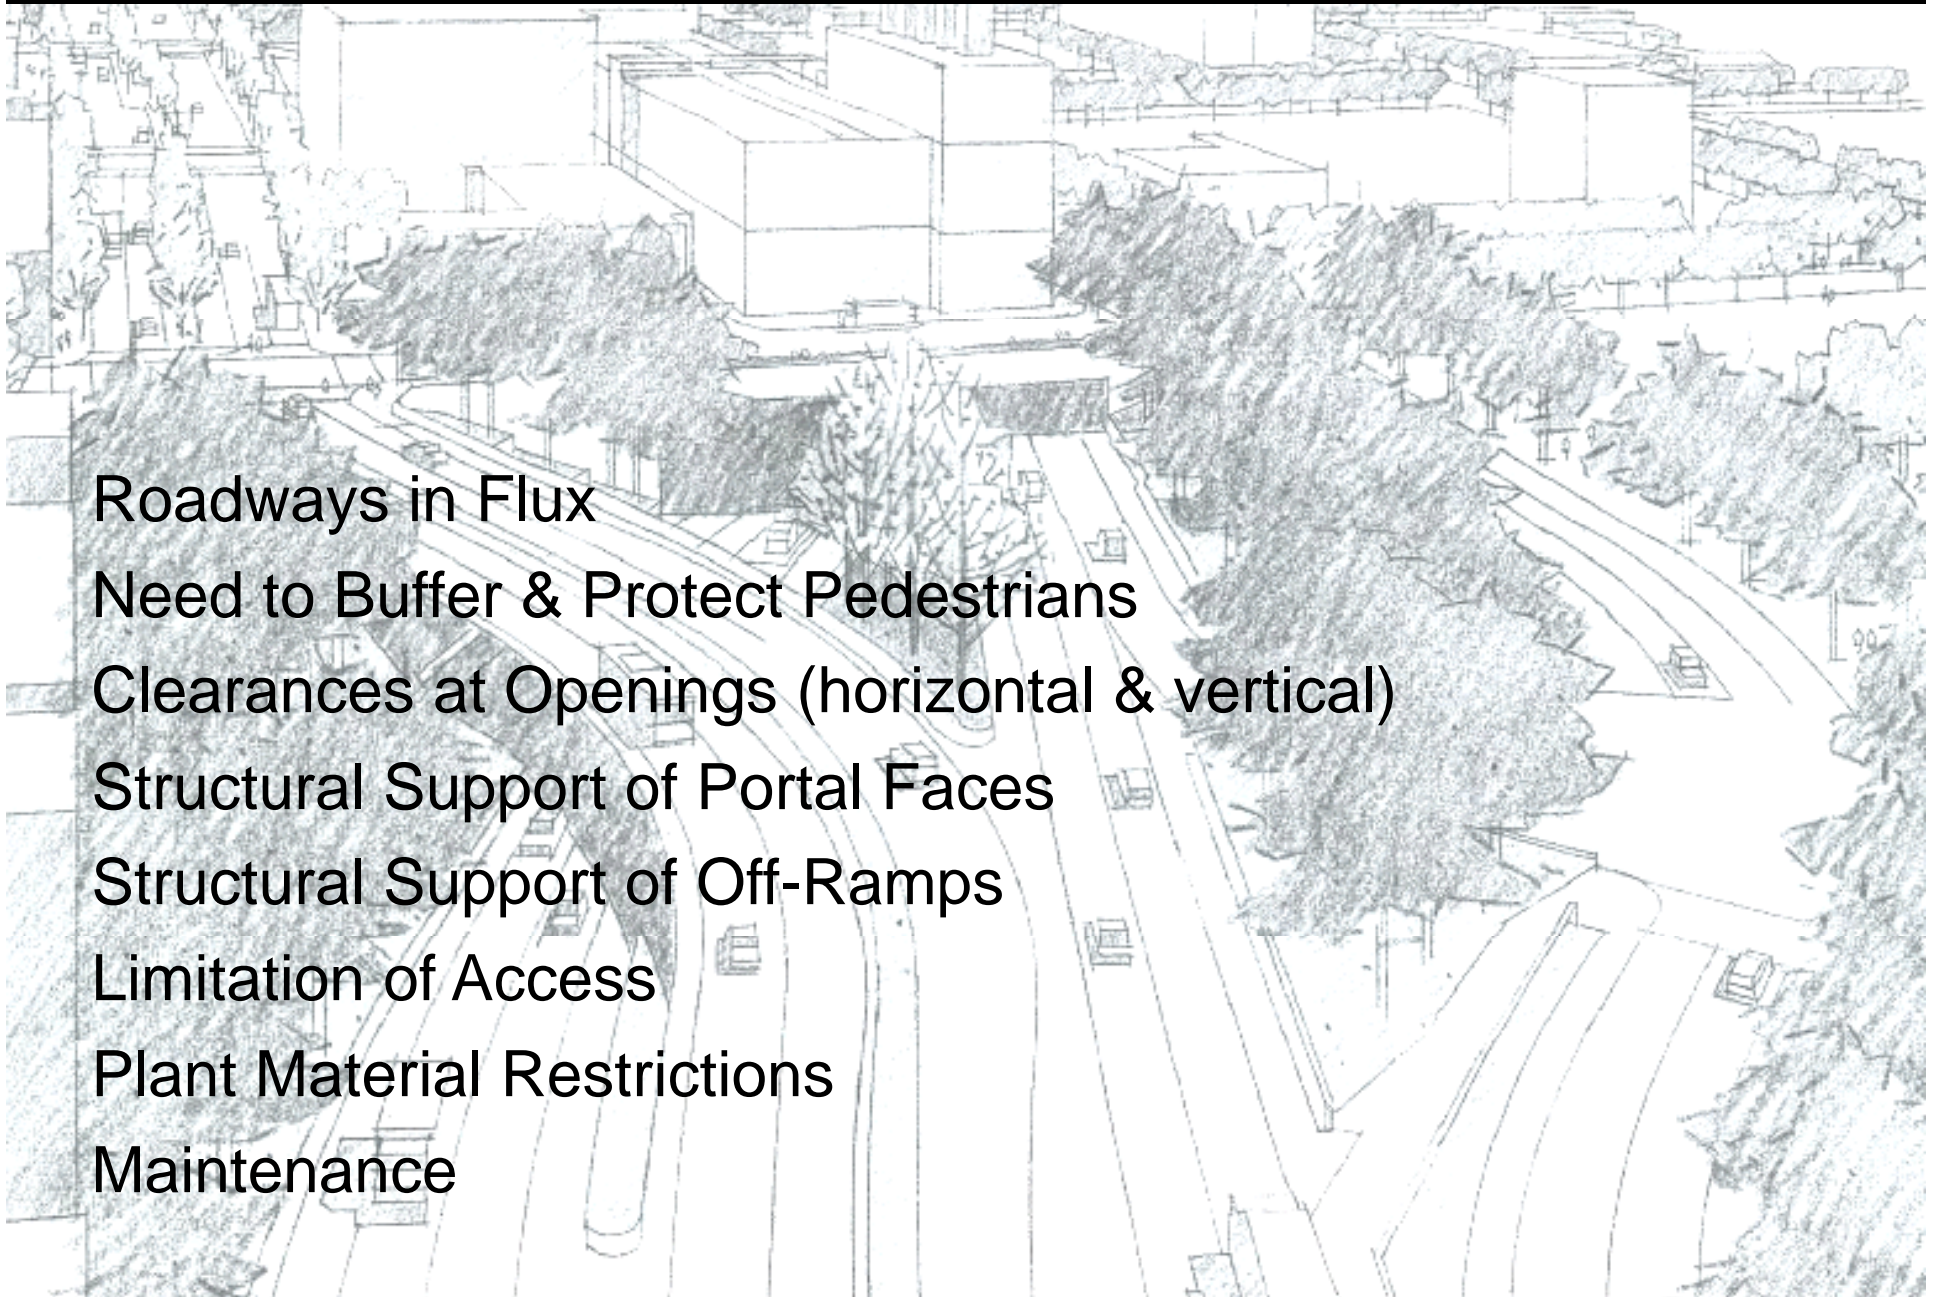 Roadways in Flux
Need to Buffer & Protect Pedestrians
Clearances at Openings (horizontal & vertical)
Structural Support of Portal Faces
Structural Support of Off-Ramps
Limitation of Access
Plant Material Restrictions
Maintenance